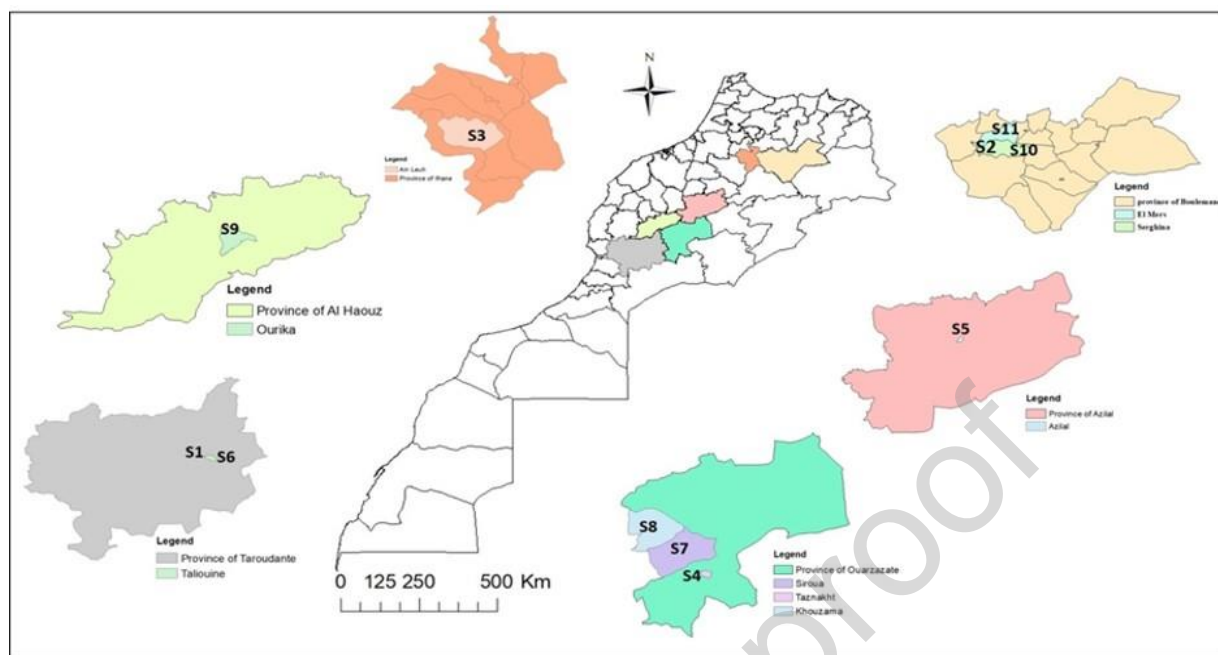 N
S3
Legend
Ain Leuh
Province of Ifrane
S11
S2
S10
Legend
province of Boulemane
El Mers
Serghina
S9
Legend
Province of Al Haouz
Ourika
S5
Legend
Province of Azilal
Azilal
S1
S6
Legend
Province of Taroudante
Taliouine
0 125 250 500 Km
S8
S7
S4
Legend
Province of Ouarzazate
Siroua
Taznakht
Khouzama
proof